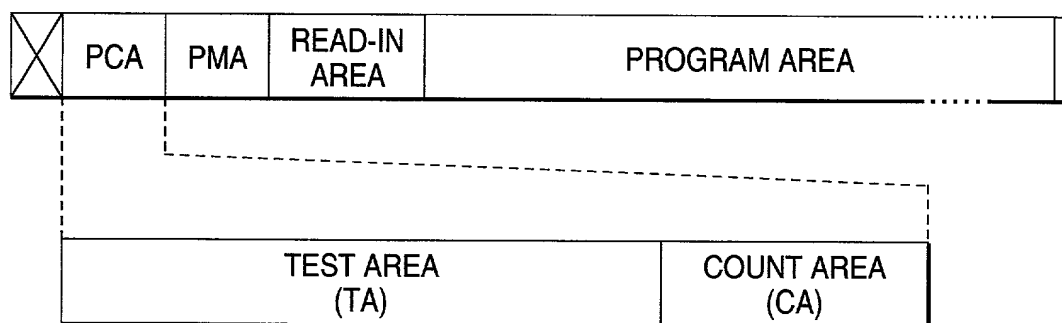 PCA
PMA
READ-IN
AREA
PROGRAM AREA
TEST AREA
(TA)
COUNT AREA
(CA)